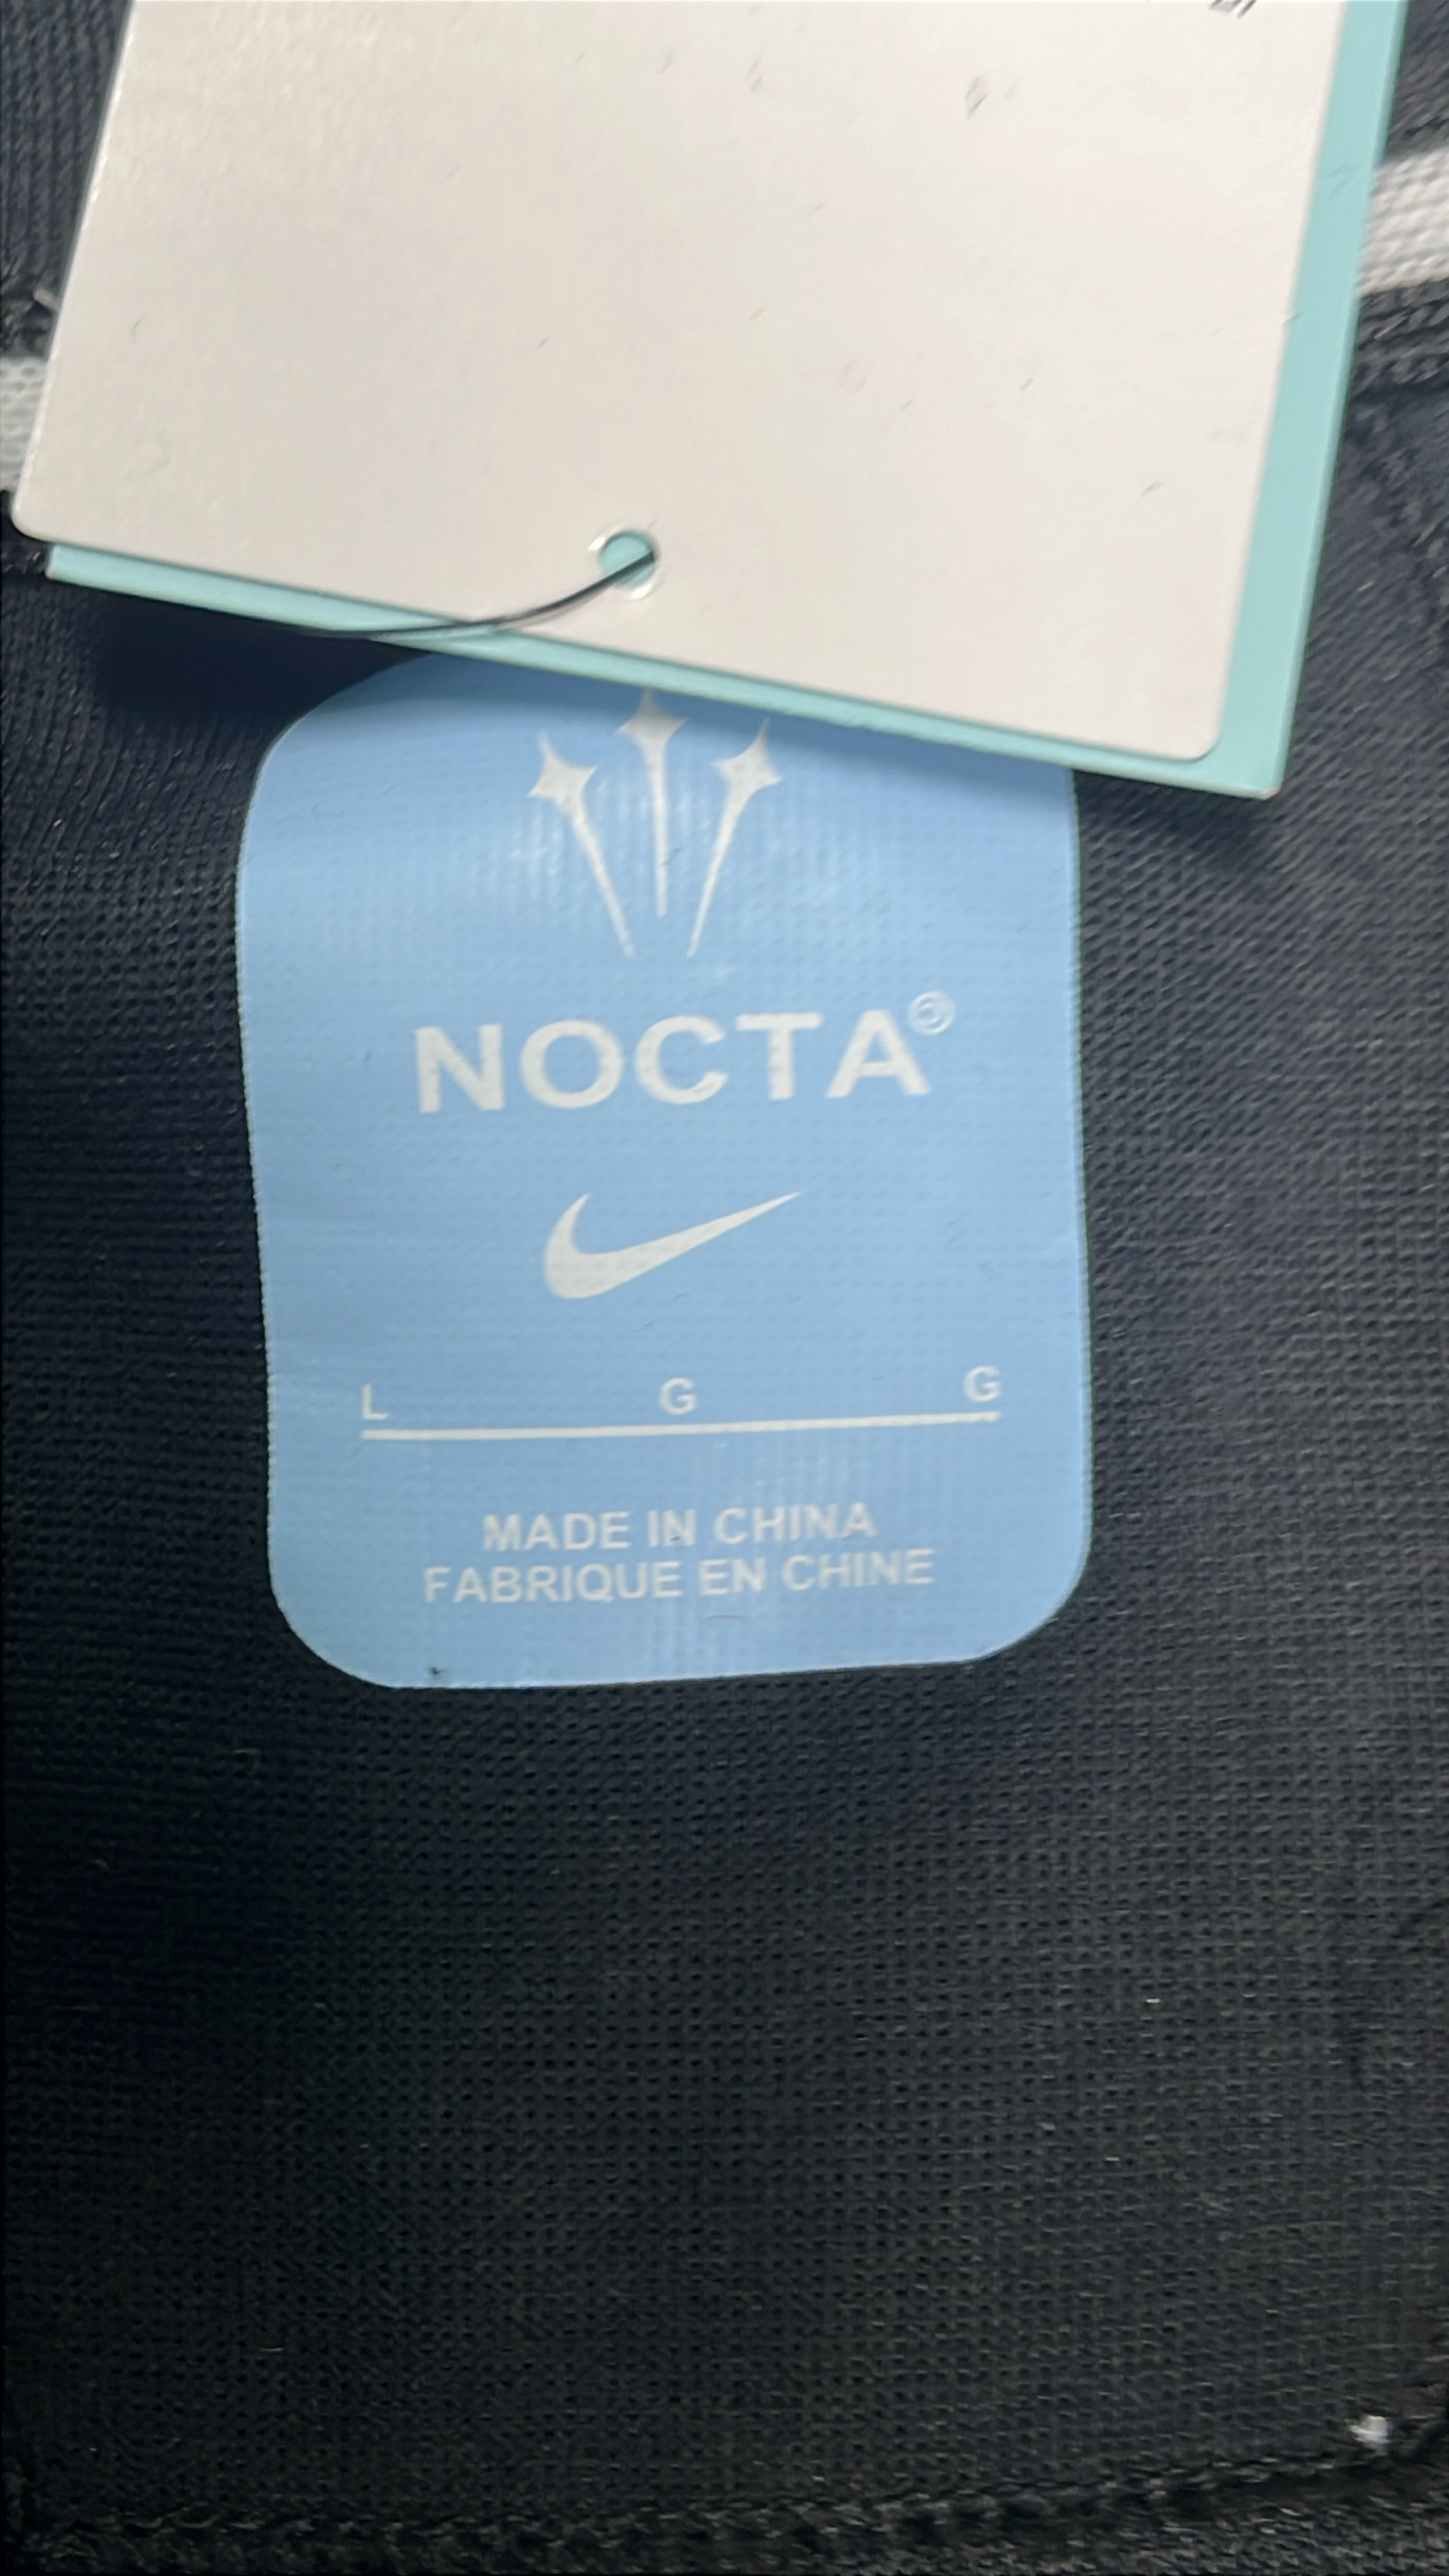 NOCTA®
L G G
MADE IN CHINA
FABRIQUE EN CHINE